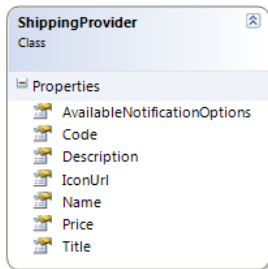 ShippingProvider
Class
Properties
AvailableNotificationOptions
Code
Description
IconUrl
Name
Price
Title